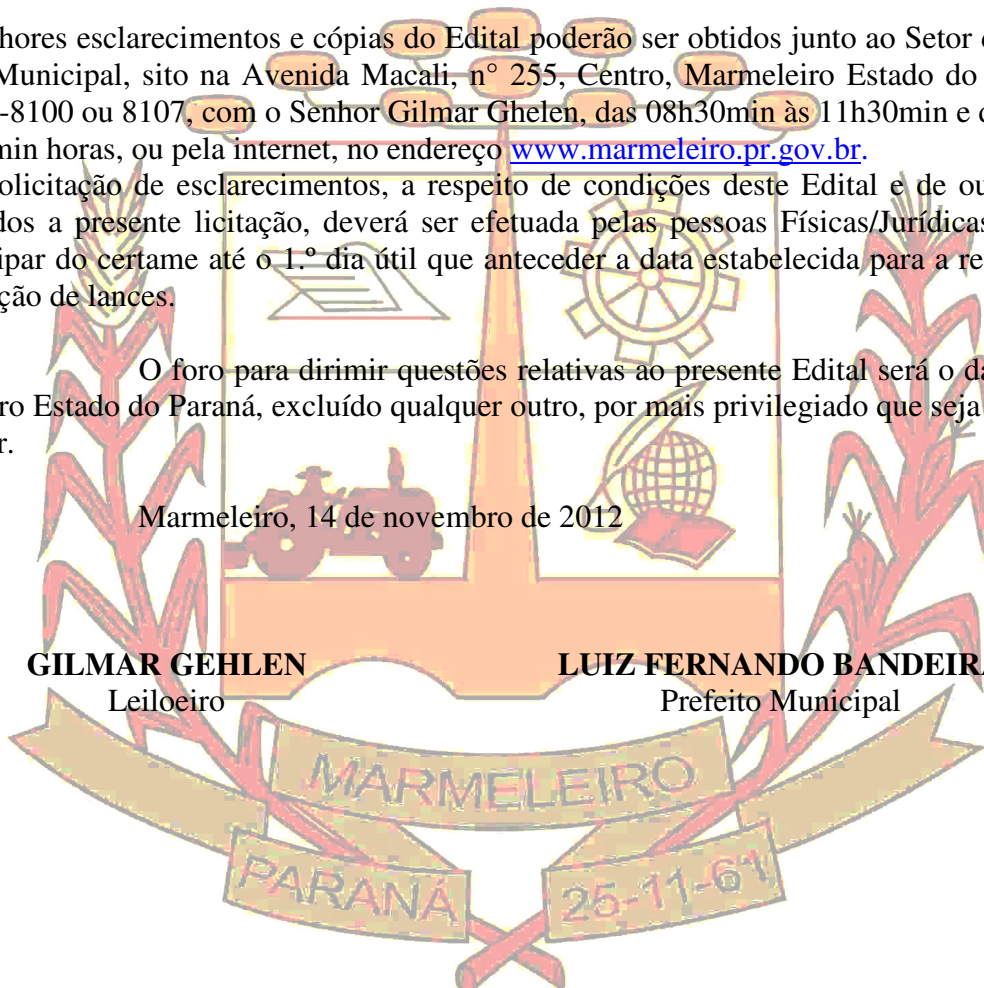 hores esclarecimentos e cópias do Edital poderão ser obtidos junto ao Setor
Municipal, sito na Avenida Macali, n° 255, Centro, Marmeleiro Estado do
-8100 ou 8107, com o Senhor Gilmar Ghelen, das 08h30min às 11h30min e
min horas, ou pela internet, no endereço www.marmeleiro.pr.gov.br.
olicitação de esclarecimentos, a respeito de condições deste Edital e de ou
dos a presente licitação, deverá ser efetuada pelas pessoas Físicas/Jurídicas
ipar do certame até o 1.º dia útil que anteceder a data estabelecida para a re
ção de lances.
O foro para dirimir questões relativas ao presente Edital será o da
ro Estado do Paraná, excluído qualquer outro, por mais privilegiado que seja
r.
Marmeleiro, 14 de novembro de 2012
GILMAR GEHLEN LUIZ FERNANDO BANDEIRA
Leiloeiro Prefeito Municipal
MARMELEIRO
PARANÁ 25-11-61